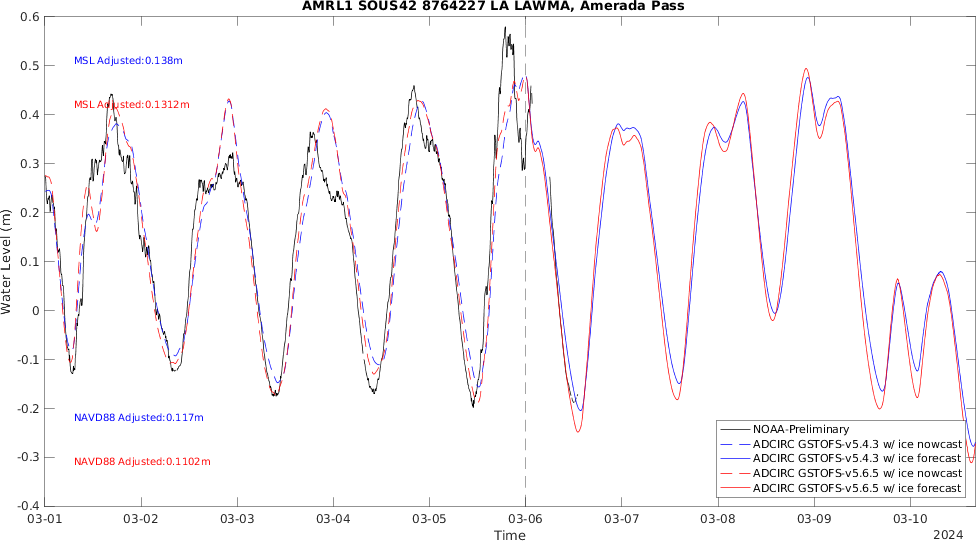 AMRL1 SOUS42 8764227 LA LAWMA, Amerada Pass
0.6
0.5
0.4
0.3
0.2
0.1
0
-0.1
-0.2
-0.3
-0.4
Water Level (m)
MSL Adjusted:0.138m
MSL Adjusted:0.1312m
NAVD88 Adjusted:0.117m
NAVD88 Adjusted:0.1102m
NOAA-Preliminary
ADCIRC GSTOFS-v5.4.3 w/ ice nowcast
ADCIRC GSTOFS-v5.4.3 w/ ice forecast
ADCIRC GSTOFS-v5.6.5 w/ ice nowcast
ADCIRC GSTOFS-v5.6.5 w/ ice forecast
03-01 03-02 03-03 03-04 03-05 03-06 03-07 03-08 03-09 03-10
Time
2024